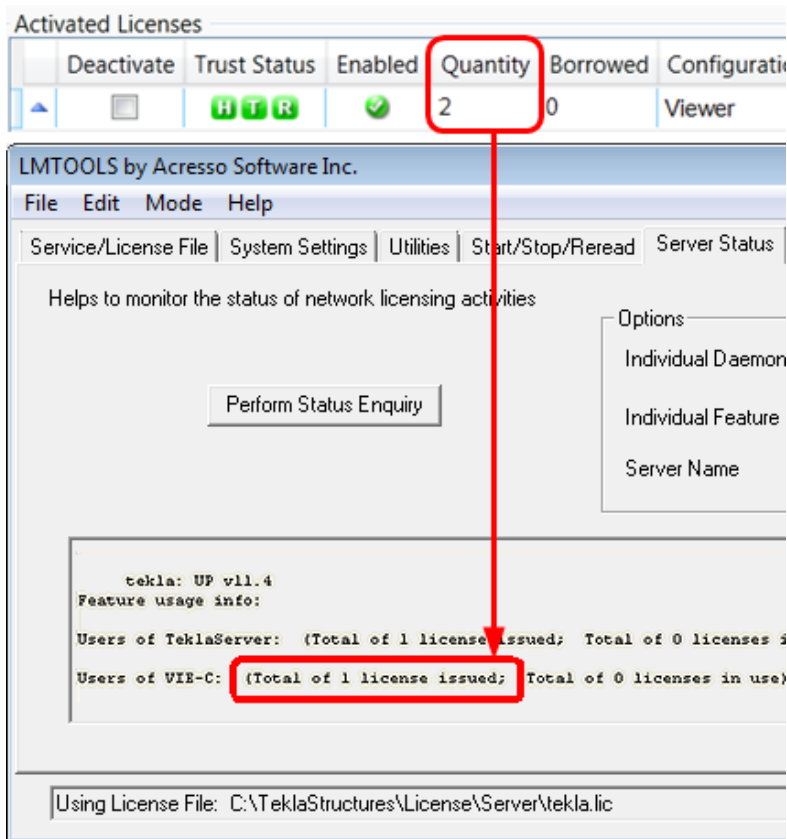 Activated Licenses
Deactivate Trust Status Enabled Quantity Borrowed Configurati
H T R 2 0 Viewer
LMTOOLS by Acresso Software Inc.
File Edit Mode Help
Service/License File System Settings Utilities Start/Stop/Reread Server Status
Helps to monitor the status of network licensing activities
Options
Individual Daemon
Perform Status Enquiry
Individual Feature
Server Name
tekla: UP v11.4
Feature usage info:
Users of TeklaServer: (Total of 1 license issued; Total of 0 licenses i
Users of VIE-C: (Total of 1 license issued; Total of 0 licenses in use)
Using License File: C:\TeklaStructures\License\Server\tekla.lic